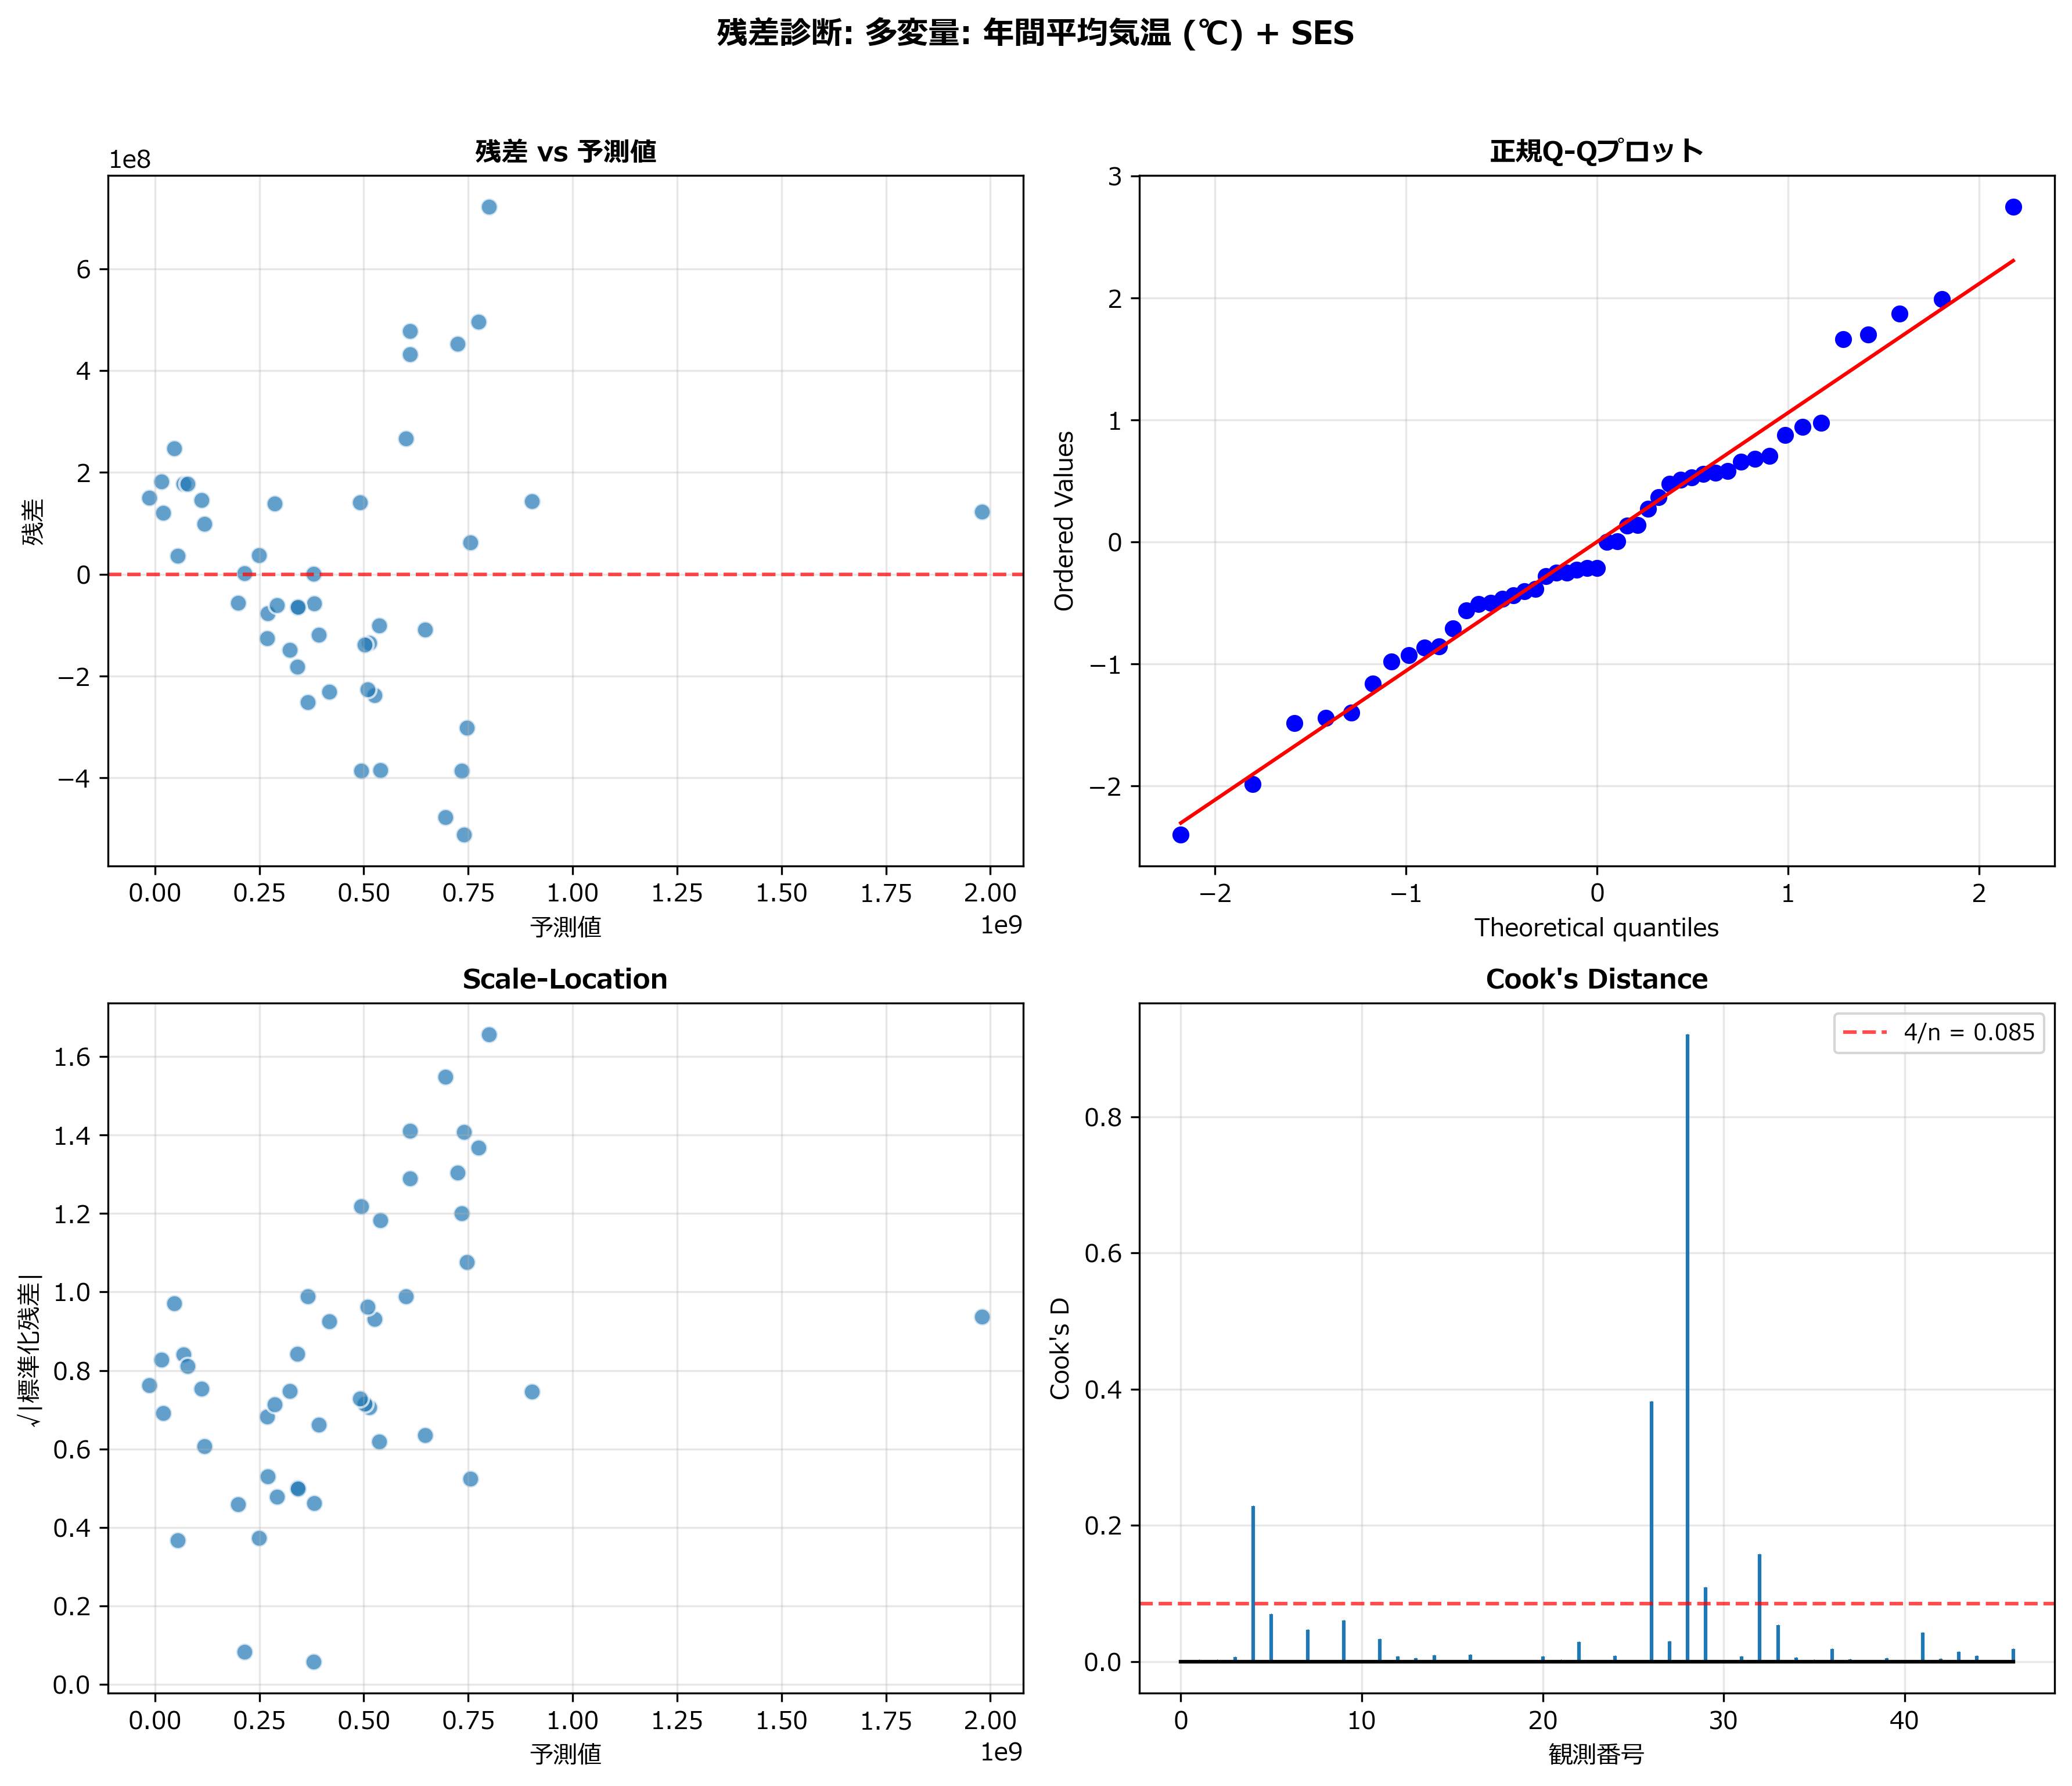 残差診断: 多変量: 年間平均気温 (℃) + SES
残差 vs 予測値
1e8
6
4
2
0
−2
−4
残差
0.00 0.25 0.50 0.75 1.00 1.25 1.50 1.75 2.00
1e9
予測値
正規Q-Qプロット
3
2
1
0
−1
−2
Ordered Values
−2 −1 0 1 2
Theoretical quantiles
Scale-Location
1.6
1.4
1.2
1.0
0.8
0.6
0.4
0.2
0.0
√|標準化残差|
0.00 0.25 0.50 0.75 1.00 1.25 1.50 1.75 2.00
1e9
予測値
Cook's Distance
4/n = 0.085
0.8
0.6
0.4
0.2
0.0
Cook's D
0 10 20 30 40
観測番号